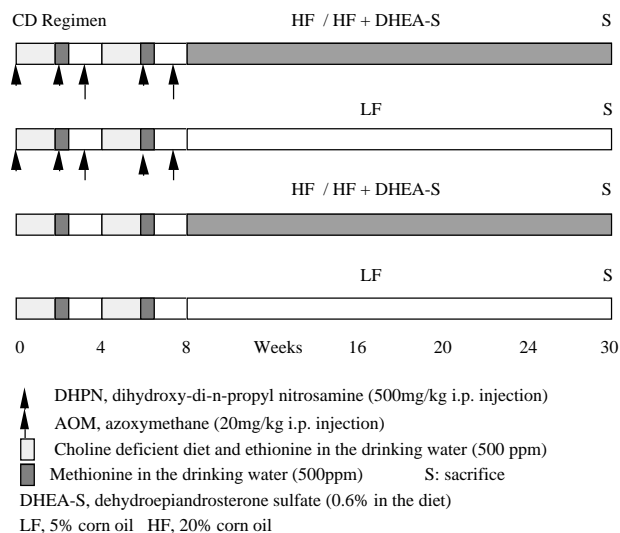 CD Regimen HF / HF + DHEA-S S
LF S
HF / HF + DHEA-S S
LF S
0 4 8 Weeks 16 20 24 30
DHPN, dihydroxy-di-n-propyl nitrosamine (500mg/kg i.p. injection)
AOM, azoxymethane (20mg/kg i.p. injection)
Choline deficient diet and ethionine in the drinking water (500 ppm)
Methionine in the drinking water (500ppm) S: sacrifice
DHEA-S, dehydroepiandrosterone sulfate (0.6% in the diet)
LF, 5% corn oil HF, 20% corn oil